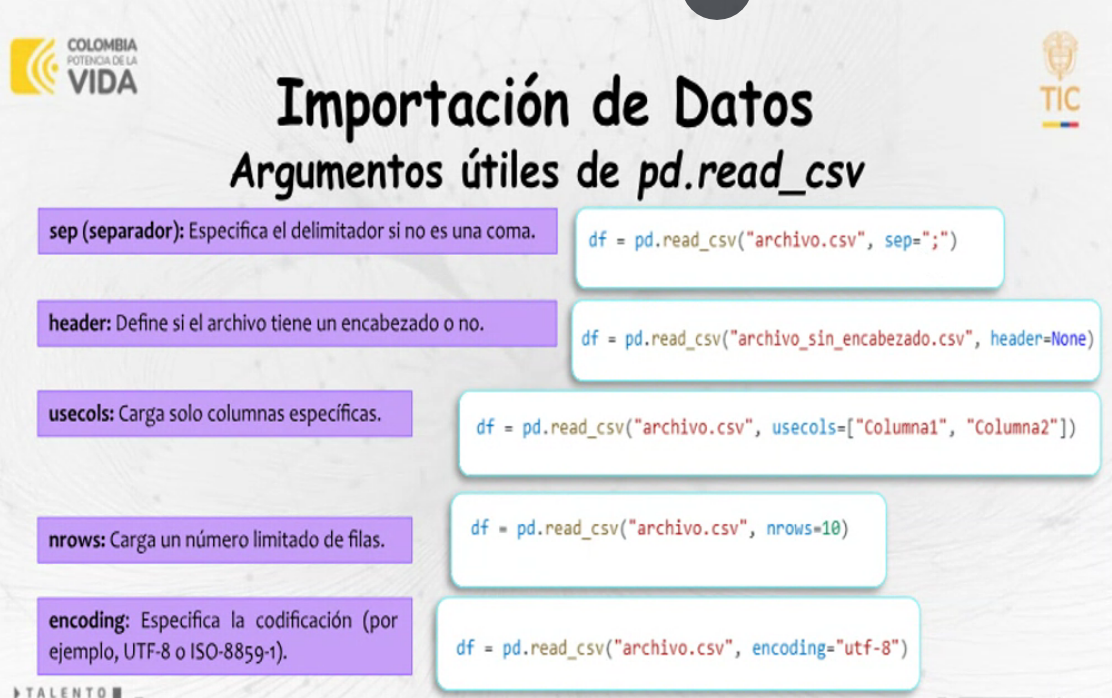 COLOMBIA
POTENCIA DE LA
VIDA
TIC
Importación de Datos
Argumentos útiles de pd.read_csv
sep (separador): Especifica el delimitador si no es una coma.
df = pd.read_csv("archivo.csv", sep=";")
header: Define si el archivo tiene un encabezado o no.
df = pd.read_csv("archivo_sin_encabezado.csv", header=None)
usecols: Carga solo columnas específicas.
df = pd.read_csv("archivo.csv", usecols=["Columna1", "Columna2"])
nrows: Carga un número limitado de filas.
df = pd.read_csv("archivo.csv", nrows=10)
encoding: Especifica la codificación (por
ejemplo, UTF-8 o ISO-8859-1).
df = pd.read_csv("archivo.csv", encoding="utf-8")
TALENTO